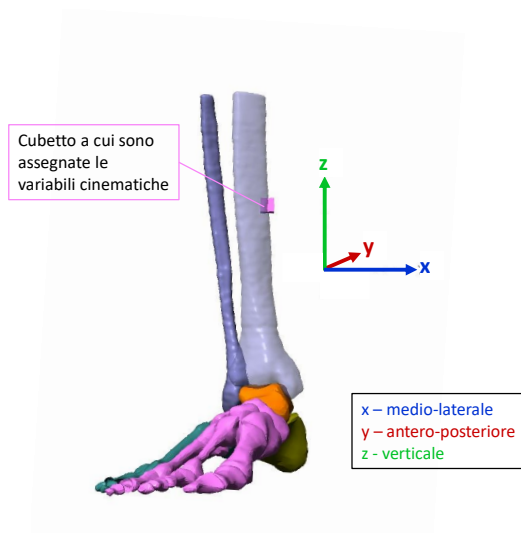 Cubetto a cui sono
assegnate le
variabili cinematiche
z
y
x
x – medio-laterale
y – antero-posteriore
z - verticale